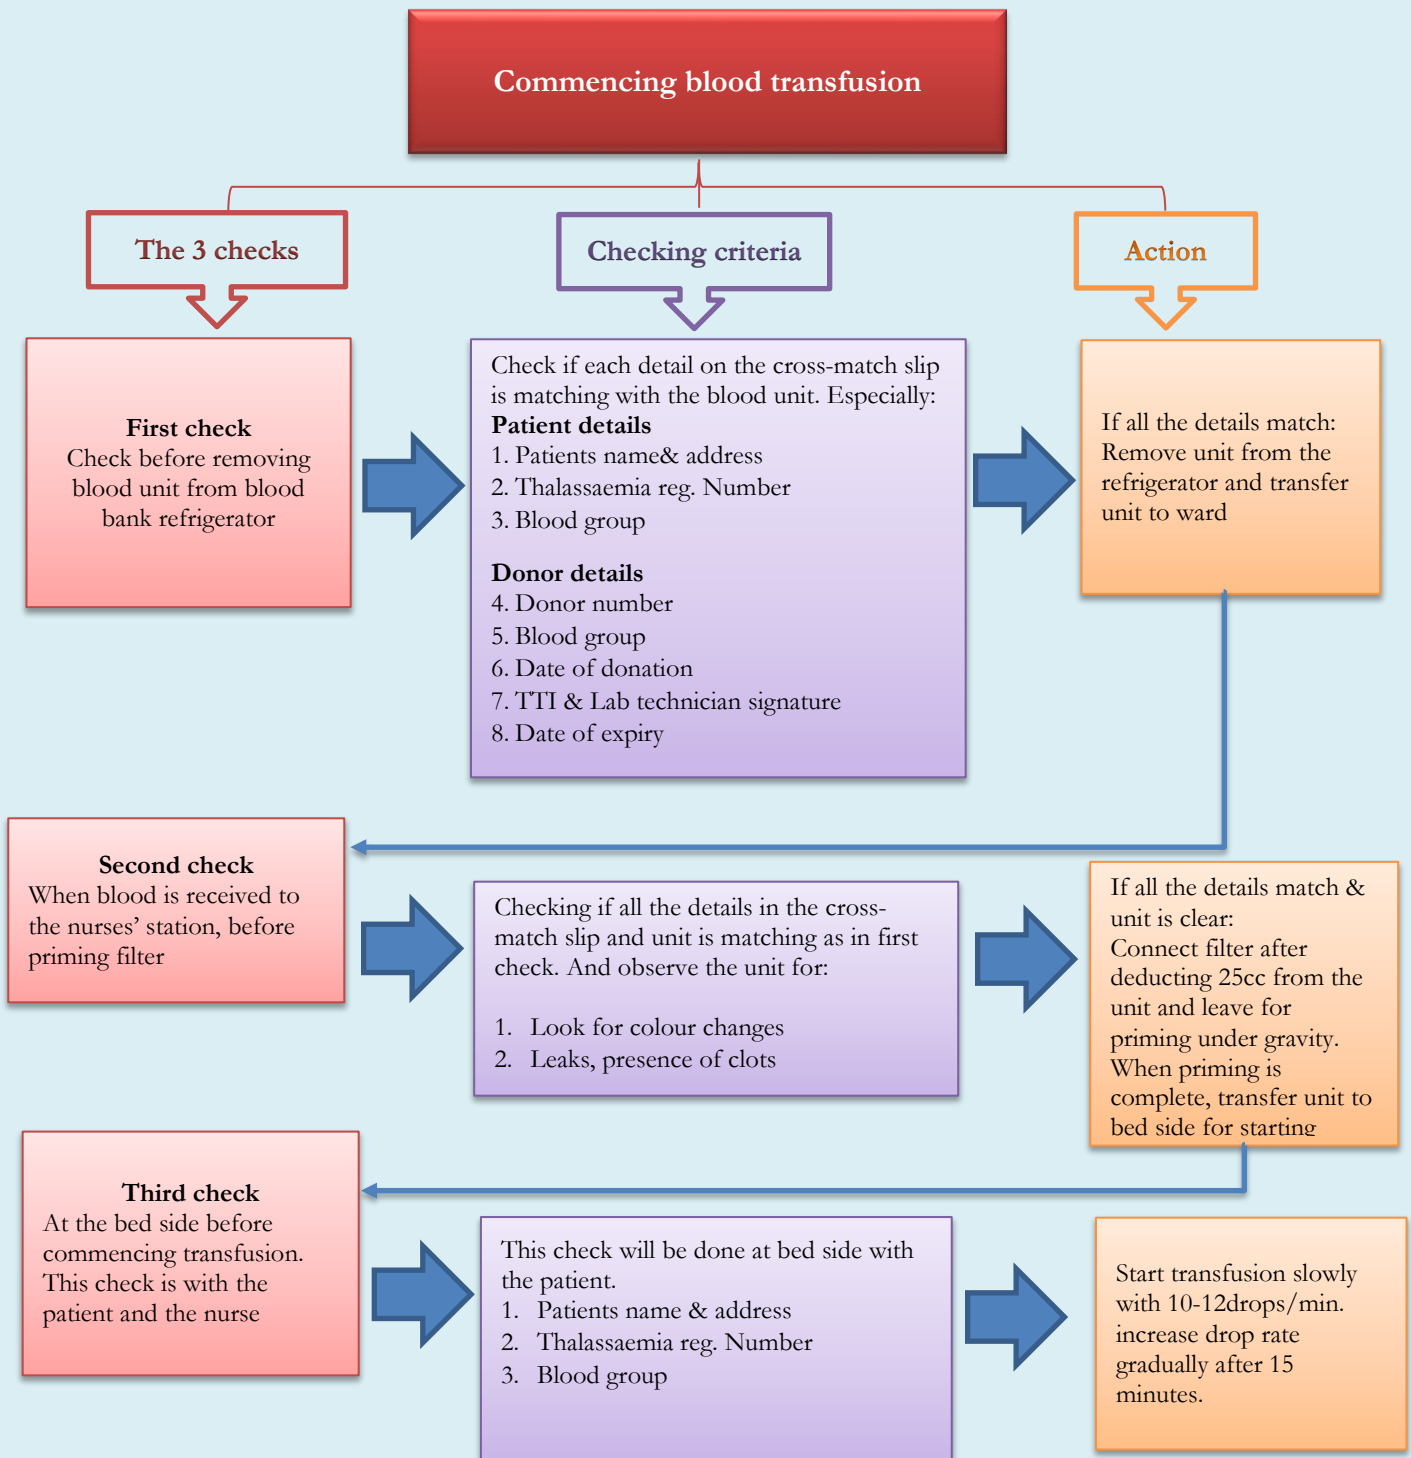 Commencing blood transfusion
The 3 checks
Checking criteria
Action
First check
Check before removing
blood unit from blood
bank refrigerator
Check if each detail on the cross-match slip
is matching with the blood unit. Especially:
Patient details
1. Patients name& address
2. Thalassaemia reg. Number
3. Blood group
Donor details
4. Donor number
5. Blood group
6. Date of donation
7. TTI & Lab technician signature
8. Date of expiry
If all the details match:
Remove unit from the
refrigerator and transfer
unit to ward
Second check
When blood is received to
the nurses’ station, before
priming filter
Checking if all the details in the cross-
match slip and unit is matching as in first
check. And observe the unit for:
1. Look for colour changes
2. Leaks, presence of clots
If all the details match &
unit is clear:
Connect filter after
deducting 25cc from the
unit and leave for
priming under gravity.
When priming is
complete, transfer unit to
bed side for starting
Third check
At the bed side before
commencing transfusion.
This check is with the
patient and the nurse
This check will be done at bed side with
the patient.
1. Patients name & address
2. Thalassaemia reg. Number
3. Blood group
Start transfusion slowly
with 10-12drops/min.
increase drop rate
gradually after 15
minutes.